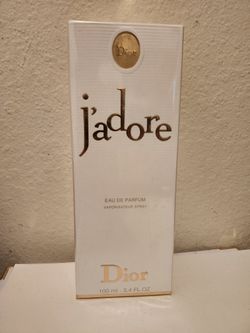 Dior
j'adore
EAU DE PARFUM
VAPORISATEUR SPRAY
Dior
100 ml - 3.4 FL. OZ